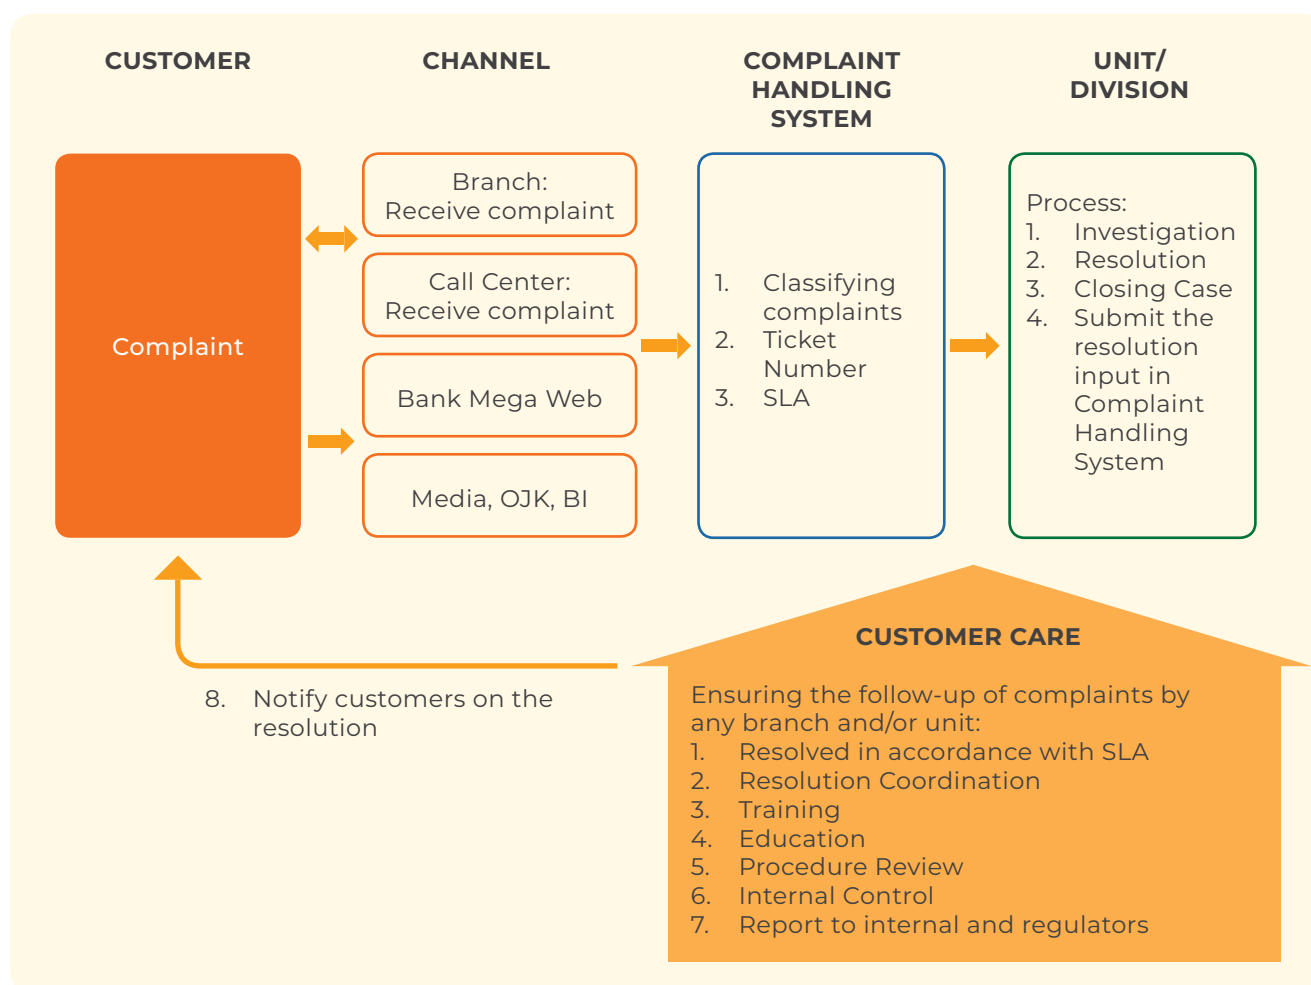 CUSTOMER
CHANNEL
COMPLAINT
HANDLING
SYSTEM
UNIT/
DIVISION
Complaint
Branch:
Receive complaint
Call Center:
Receive complaint
Bank Mega Web
Media, OJK, BI
1. Classifying
complaints
2. Ticket
Number
3. SLA
Process:
1. Investigation
2. Resolution
3. Closing Case
4. Submit the
resolution
input in
Complaint
Handling
System
CUSTOMER CARE
Ensuring the follow-up of complaints by
any branch and/or unit:
1. Resolved in accordance with SLA
2. Resolution Coordination
3. Training
4. Education
5. Procedure Review
6. Internal Control
7. Report to internal and regulators
8. Notify customers on the
resolution